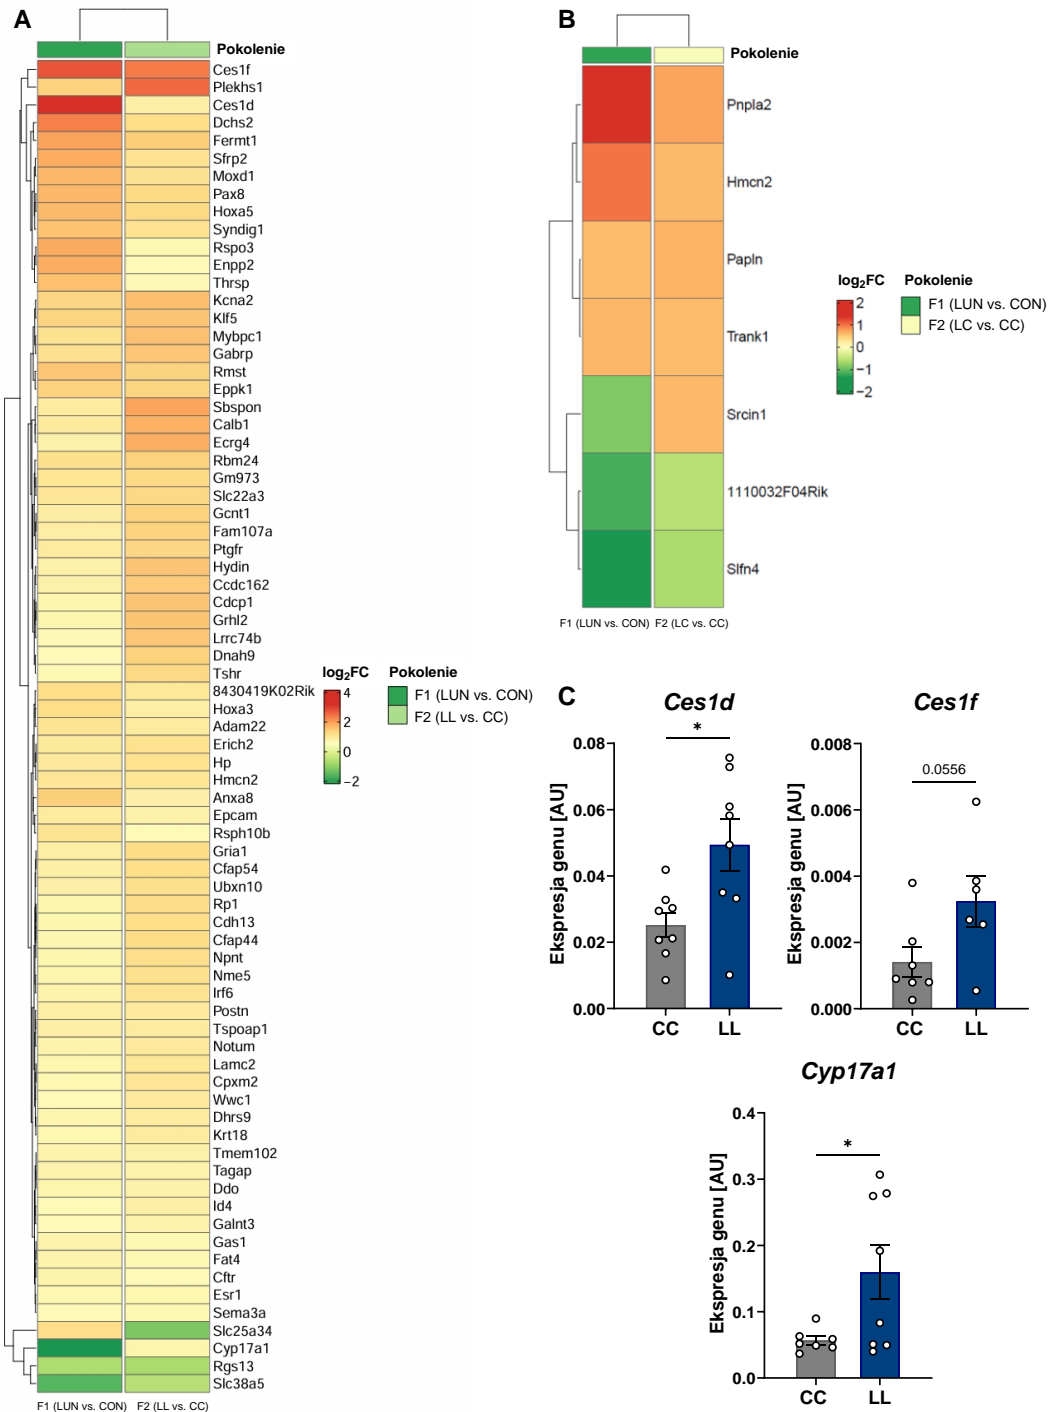 A
Pokolenie
Ces1f
Plekhs1
Ces1d
Dchs2
Fermt1
Sfrp2
Moxd1
Pax8
Hoxa5
Syndig1
Rspo3
Enpp2
Thrsp
Kcna2
Klf5
Mybpc1
Gabrp
Rmst
Eppk1
Sbspon
Calb1
Ecrg4
Rbm24
Gm973
Slc22a3
Gcnt1
Fam107a
Ptgfr
Hydin
Ccdc162
Cdcp1
Grhl2
Lrrc74b
Dnah9
Tshr
8430419K02Rik
Hoxa3
Adam22
Erich2
Hp
Hmcn2
Anxa8
Epcam
Rsph10b
Gria1
Cfap54
Ubxn10
Rp1
Cdh13
Cfap44
Npnt
Nme5
Irf6
Postn
Tspoap1
Notum
Lamc2
Cpxm2
Wwc1
Dhrs9
Krt18
Tmem102
Tagap
Ddo
Id4
Galnt3
Gas1
Fat4
Cftr
Esr1
Sema3a
Slc25a34
Cyp17a1
Rgs13
Slc38a5
F1 (LUN vs. CON) F2 (LL vs. CC)
log2FC
4
2
0
−2
Pokolenie
F1 (LUN vs. CON)
F2 (LL vs. CC)
B
Pokolenie
Pnpla2
Hmcn2
Papln
Trank1
Srcin1
1110032F04Rik
Slfn4
F1 (LUN vs. CON) F2 (LC vs. CC)
log2FC
2
1
0
−1
−2
Pokolenie
F1 (LUN vs. CON)
F2 (LC vs. CC)
C
Ces1d
Ekspresja genu [AU]
0.08
0.06
0.04
0.02
0.00
*
CC LL
Ces1f
Ekspresja genu [AU]
0.008
0.006
0.004
0.002
0.000
0.0556
CC LL
Cyp17a1
Ekspresja genu [AU]
0.4
0.3
0.2
0.1
0.0
*
CC LL